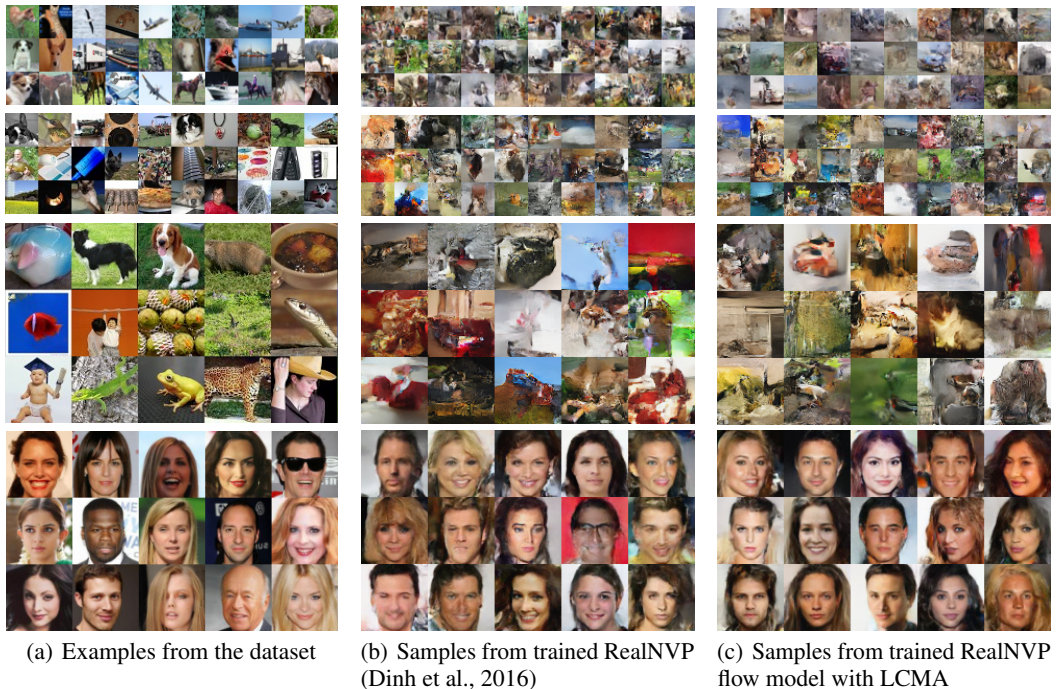 (a) Examples from the dataset
(b) Samples from trained RealNVP
(Dinh et al., 2016)
(c) Samples from trained RealNVP
flow model with LCMA